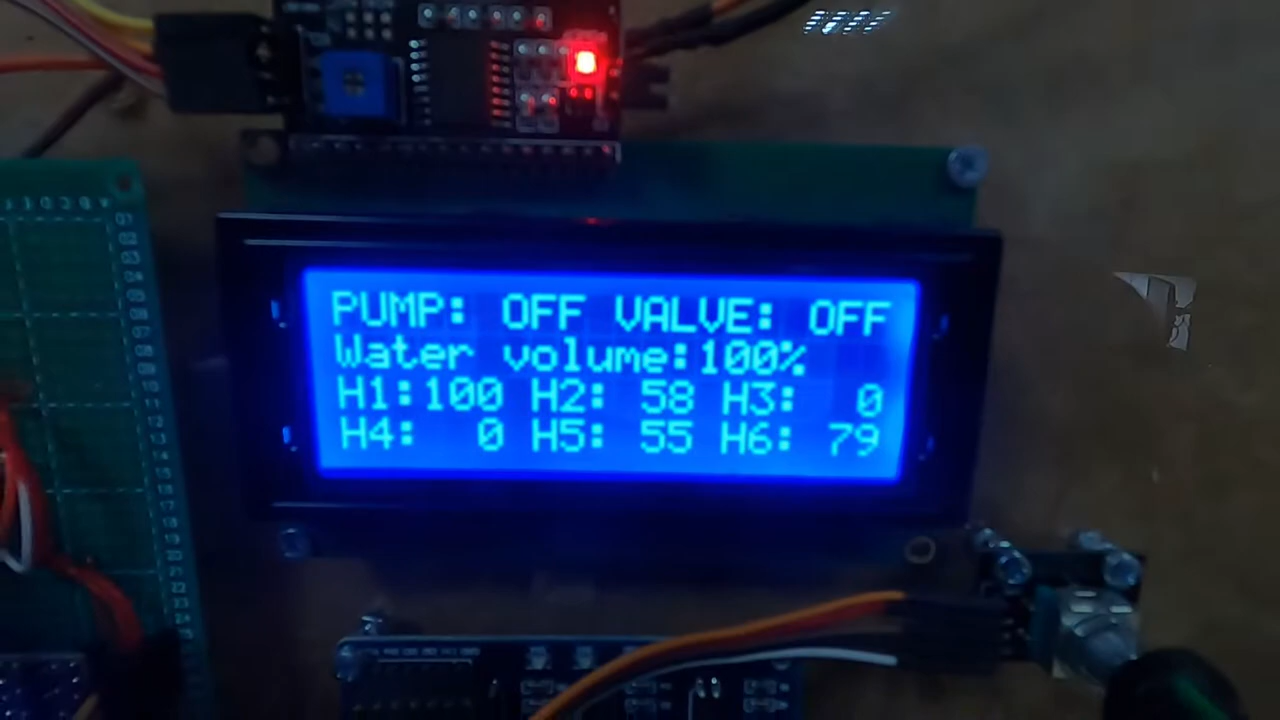 PUMP: OFF VALVE: OFF
Water volume:100%
H1:100 H2: 58 H3: 0
H4: 0 H5: 55 H6: 79